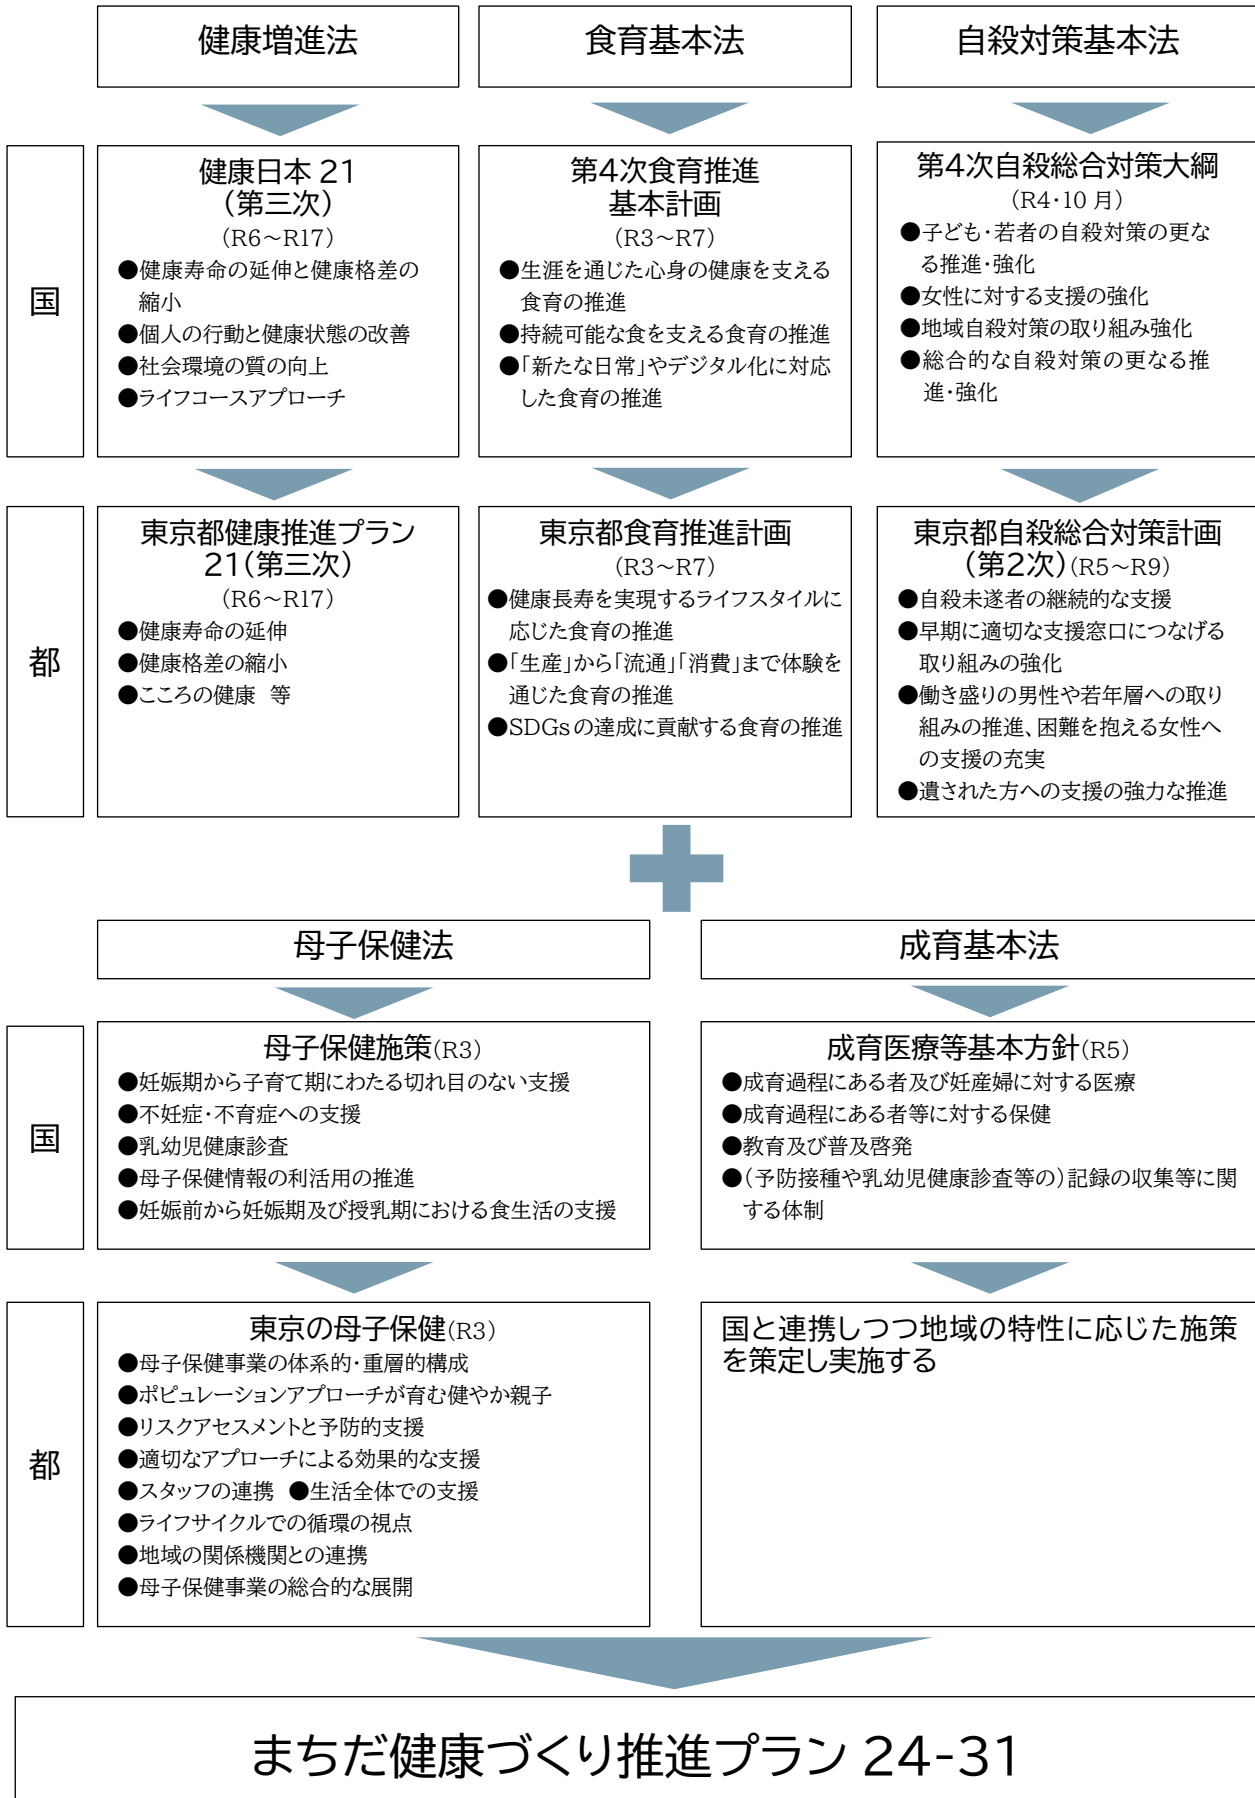 健康増進法
食育基本法
自殺対策基本法
国
健康日本 21
(第三次)
(R6~R17)
●健康寿命の延伸と健康格差の
縮小
●個人の行動と健康状態の改善
●社会環境の質の向上
●ライフコースアプローチ
第4次食育推進
基本計画
(R3~R7)
●生涯を通じた心身の健康を支える
食育の推進
●持続可能な食を支える食育の推進
●「新たな日常」やデジタル化に対応
した食育の推進
第4次自殺総合対策大綱
(R4・10 月)
●子ども・若者の自殺対策の更な
る推進・強化
●女性に対する支援の強化
●地域自殺対策の取り組み強化
●総合的な自殺対策の更なる推
進・強化
都
東京都健康推進プラン
21(第三次)
(R6~R17)
●健康寿命の延伸
●健康格差の縮小
●こころの健康 等
東京都食育推進計画
(R3~R7)
●健康長寿を実現するライフスタイルに
応じた食育の推進
●「生産」から「流通」「消費」まで体験を
通じた食育の推進
●SDGsの達成に貢献する食育の推進
東京都自殺総合対策計画
(第2次)(R5~R9)
●自殺未遂者の継続的な支援
●早期に適切な支援窓口につなげる
取り組みの強化
●働き盛りの男性や若年層への取り
組みの推進、困難を抱える女性へ
の支援の充実
●遺された方への支援の強力な推進
母子保健法
成育基本法
国
母子保健施策(R3)
●妊娠期から子育て期にわたる切れ目のない支援
●不妊症・不育症への支援
●乳幼児健康診査
●母子保健情報の利活用の推進
●妊娠前から妊娠期及び授乳期における食生活の支援
成育医療等基本方針(R5)
●成育過程にある者及び妊産婦に対する医療
●成育過程にある者等に対する保健
●教育及び普及啓発
●(予防接種や乳幼児健康診査等の)記録の収集等に関
する体制
都
東京の母子保健(R3)
●母子保健事業の体系的・重層的構成
●ポピュレーションアプローチが育む健やか親子
●リスクアセスメントと予防的支援
●適切なアプローチによる効果的な支援
●スタッフの連携 ●生活全体での支援
●ライフサイクルでの循環の視点
●地域の関係機関との連携
●母子保健事業の総合的な展開
国と連携しつつ地域の特性に応じた施策
を策定し実施する
まちだ健康づくり推進プラン 24-31